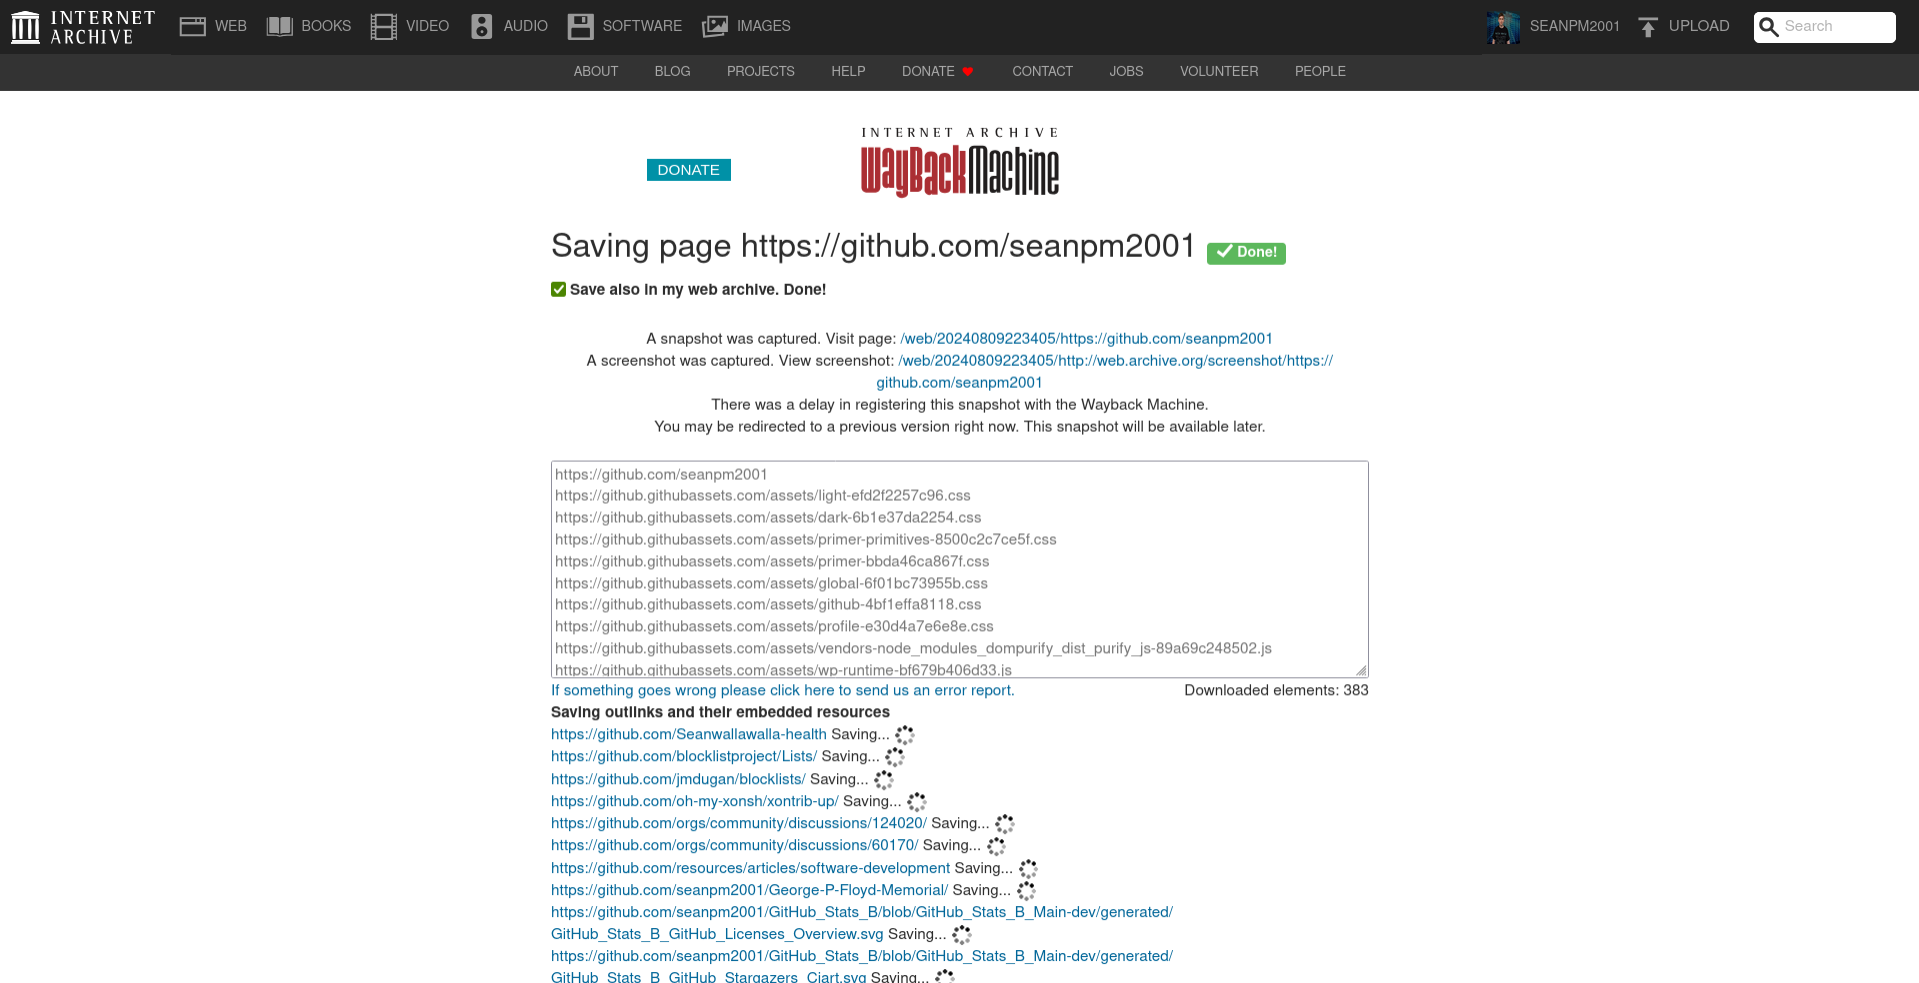 INTERNET ARCHIVE
WEB BOOKS VIDEO AUDIO SOFTWARE IMAGES SEANPM2001 UPLOAD Search
ABOUT BLOG PROJECTS HELP DONATE CONTACT JOBS VOLUNTEER PEOPLE
INTERNET ARCHIVE
WayBackMachine
DONATE
Saving page https://github.com/seanpm2001 Done!
Save also in my web archive. Done!
A snapshot was captured. Visit page: /web/20240809223405/https://github.com/seanpm2001
A screenshot was captured. View screenshot: /web/20240809223405/http://web.archive.org/screenshot/https://
github.com/seanpm2001
There was a delay in registering this snapshot with the Wayback Machine.
You may be redirected to a previous version right now. This snapshot will be available later.
https://github.com/seanpm2001
https://github.githubassets.com/assets/light-efd2f2257c96.css
https://github.githubassets.com/assets/dark-6b1e37da2254.css
https://github.githubassets.com/assets/primer-primitives-8500c2c7ce5f.css
https://github.githubassets.com/assets/primer-bbda46ca867f.css
https://github.githubassets.com/assets/global-6f01bc73955b.css
https://github.githubassets.com/assets/github-4bf1effa8118.css
https://github.githubassets.com/assets/profile-e30d4a7e6e8e.css
https://github.githubassets.com/assets/vendors-node_modules_dompurify_dist_purify_js-89a69c248502.js
https://github.githubassets.com/assets/wp-runtime-bf679b406d33.js
If something goes wrong please click here to send us an error report. Downloaded elements: 383
Saving outlinks and their embedded resources
https://github.com/Seanwallawalla-health Saving...
https://github.com/blocklistproject/Lists/ Saving...
https://github.com/jmdugan/blocklists/ Saving...
https://github.com/oh-my-xonsh/xontrib-up/ Saving...
https://github.com/orgs/community/discussions/124020/ Saving...
https://github.com/orgs/community/discussions/60170/ Saving...
https://github.com/resources/articles/software-development Saving...
https://github.com/seanpm2001/George-P-Floyd-Memorial/ Saving...
https://github.com/seanpm2001/GitHub_Stats_B/blob/GitHub_Stats_B_Main-dev/generated/
GitHub_Stats_B_GitHub_Licenses_Overview.svg Saving...
https://github.com/seanpm2001/GitHub_Stats_B/blob/GitHub_Stats_B_Main-dev/generated/
GitHub_Stats_B_GitHub_Stargazers_Ciart.svg Saving...